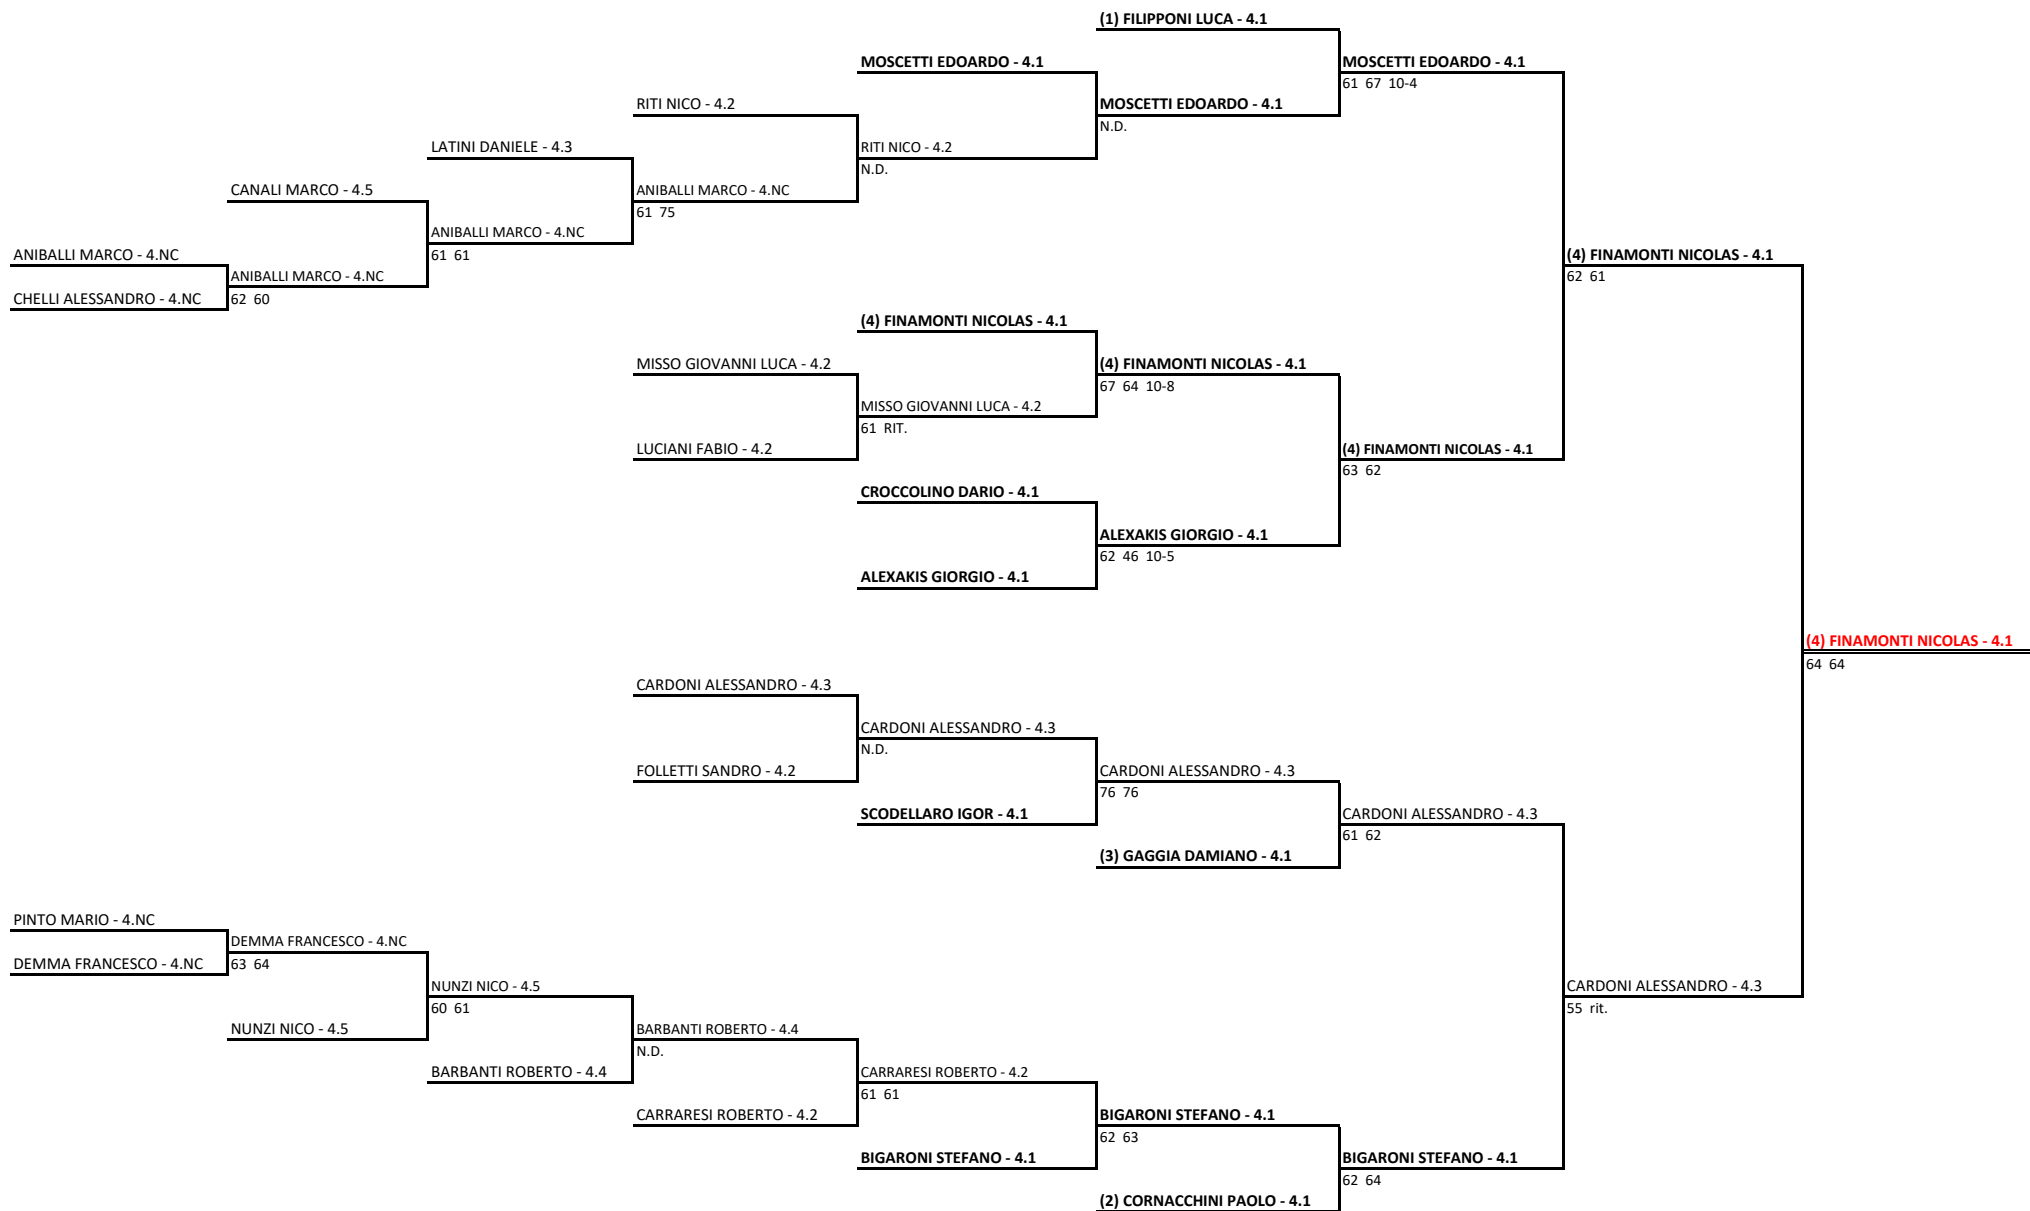 (1) FILIPPONI LUCA - 4.1
MOSCETTI EDOARDO - 4.1
MOSCETTI EDOARDO - 4.1
61 67 10-4
RITI NICO - 4.2
MOSCETTI EDOARDO - 4.1
N.D.
LATINI DANIELE - 4.3
RITI NICO - 4.2
N.D.
CANALI MARCO - 4.5
ANIBALLI MARCO - 4.NC
61 75
ANIBALLI MARCO - 4.NC
61 61
ANIBALLI MARCO - 4.NC
(4) FINAMONTI NICOLAS - 4.1
62 61
ANIBALLI MARCO - 4.NC
62 60
CHELLI ALESSANDRO - 4.NC
(4) FINAMONTI NICOLAS - 4.1
MISSO GIOVANNI LUCA - 4.2
(4) FINAMONTI NICOLAS - 4.1
67 64 10-8
MISSO GIOVANNI LUCA - 4.2
61 RIT.
LUCIANI FABIO - 4.2
(4) FINAMONTI NICOLAS - 4.1
63 62
CROCCOLINO DARIO - 4.1
ALEXAKIS GIORGIO - 4.1
62 46 10-5
ALEXAKIS GIORGIO - 4.1
(4) FINAMONTI NICOLAS - 4.1
64 64
CARDONI ALESSANDRO - 4.3
CARDONI ALESSANDRO - 4.3
N.D.
FOLLETTI SANDRO - 4.2
CARDONI ALESSANDRO - 4.3
76 76
SCODELLARO IGOR - 4.1
CARDONI ALESSANDRO - 4.3
61 62
(3) GAGGIA DAMIANO - 4.1
PINTO MARIO - 4.NC
DEMMA FRANCESCO - 4.NC
63 64
DEMMA FRANCESCO - 4.NC
NUNZI NICO - 4.5
60 61
CARDONI ALESSANDRO - 4.3
55 rit.
NUNZI NICO - 4.5
BARBANTI ROBERTO - 4.4
N.D.
BARBANTI ROBERTO - 4.4
CARRARESI ROBERTO - 4.2
61 61
CARRARESI ROBERTO - 4.2
BIGARONI STEFANO - 4.1
62 63
BIGARONI STEFANO - 4.1
BIGARONI STEFANO - 4.1
62 64
(2) CORNACCHINI PAOLO - 4.1